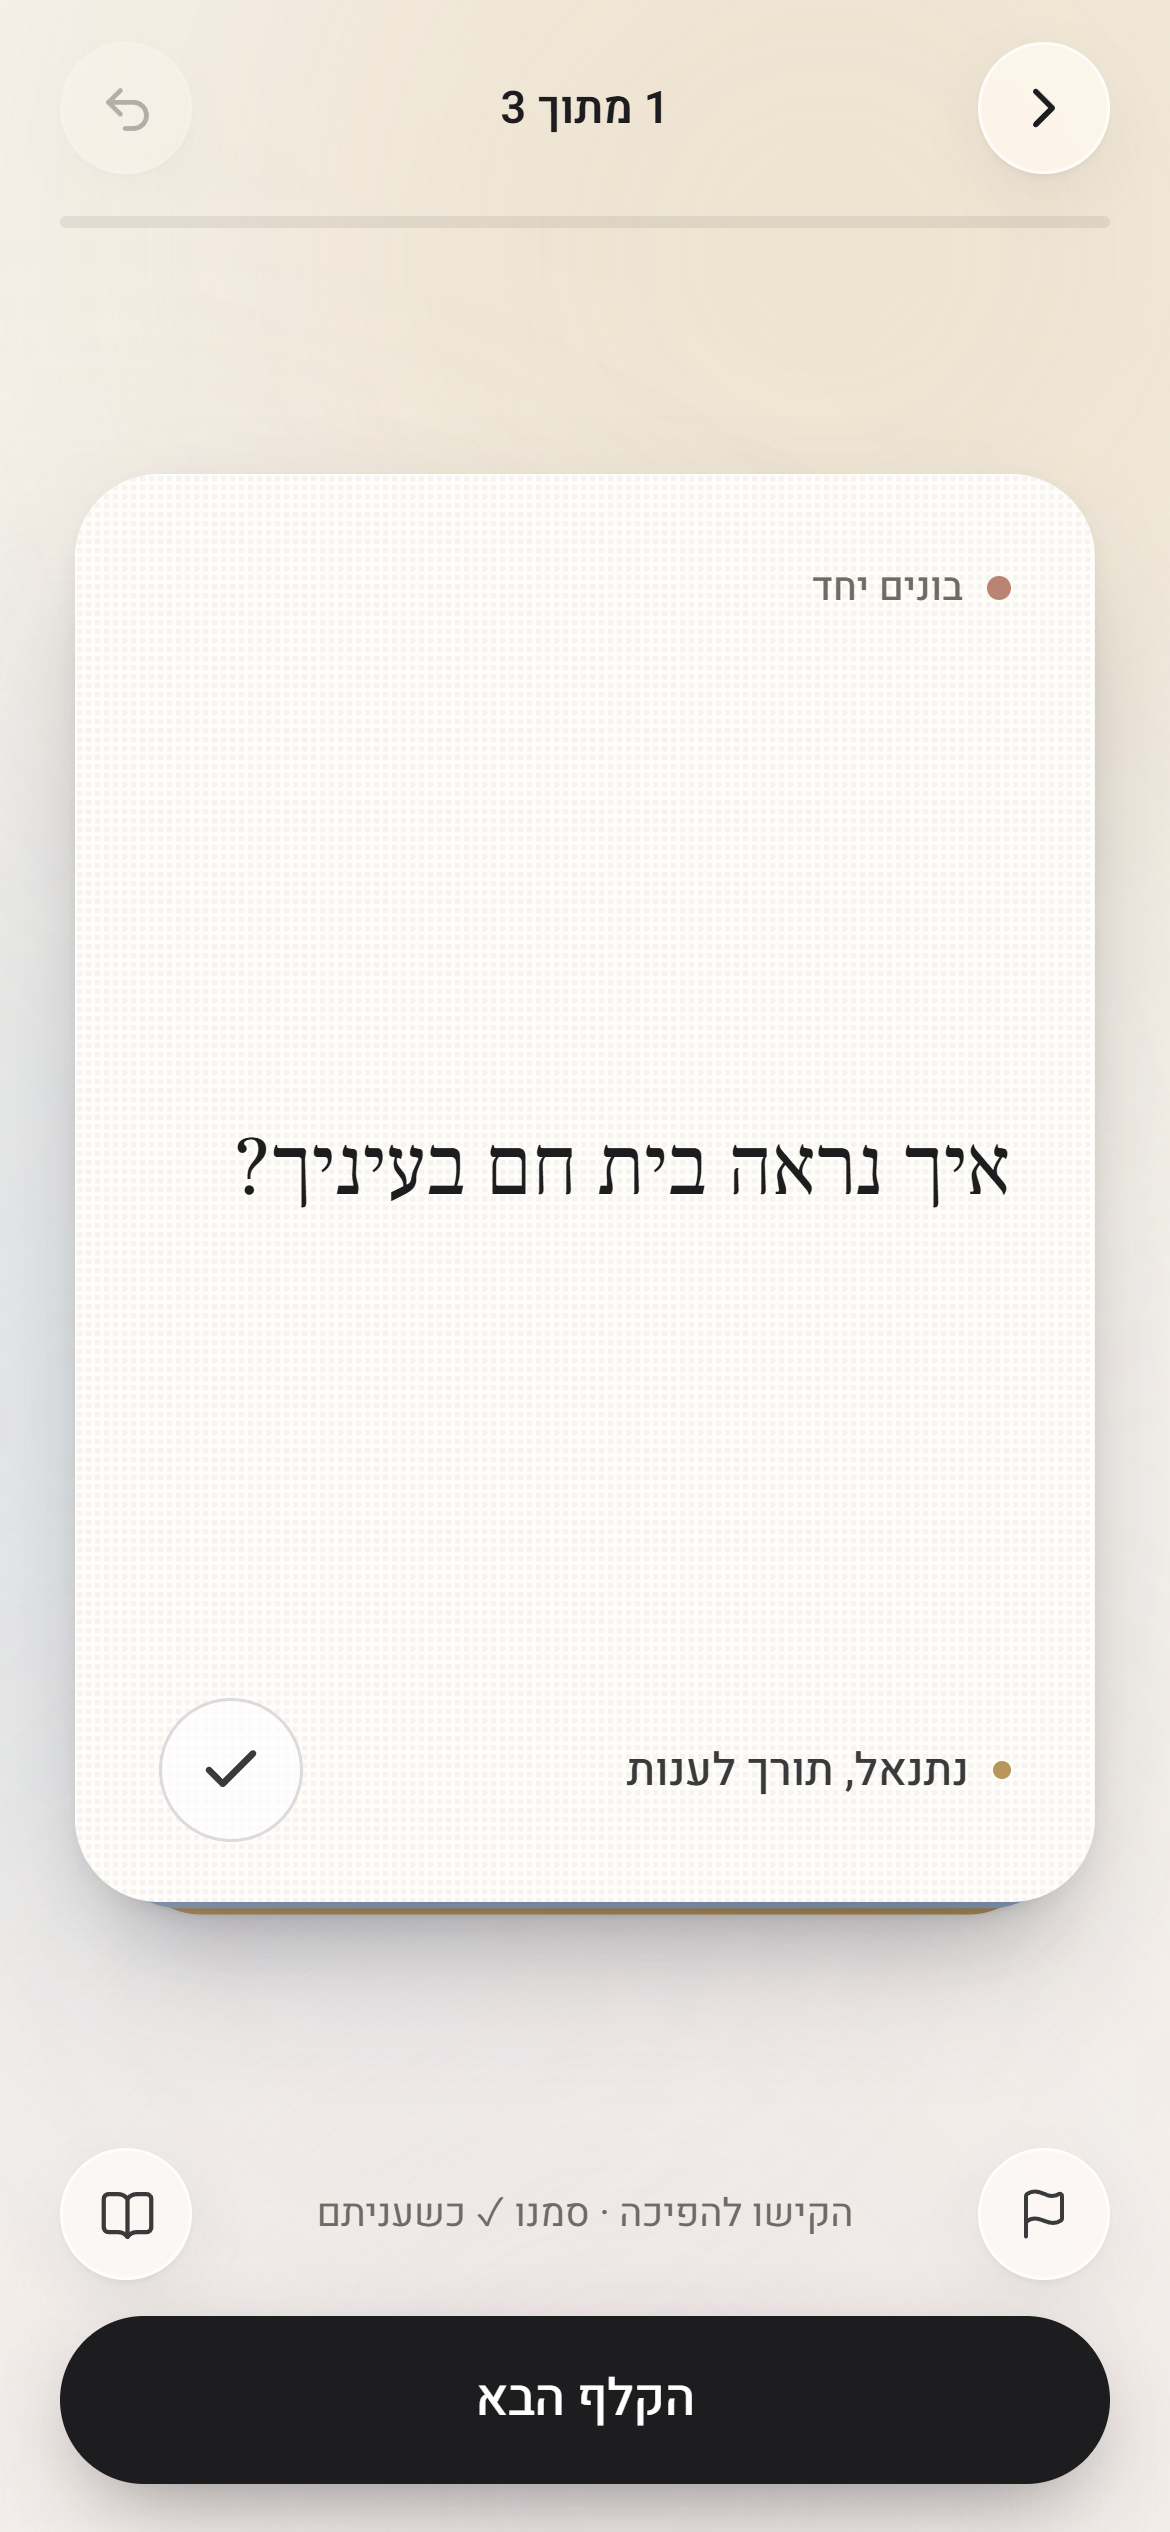 1 מתוך 3
בונים יחד
איך נראה בית חם בעיניך?
נתנאל, תורך לענות
הקישו להפיכה · סמנו ✓ כשעניתם
הקלף הבא